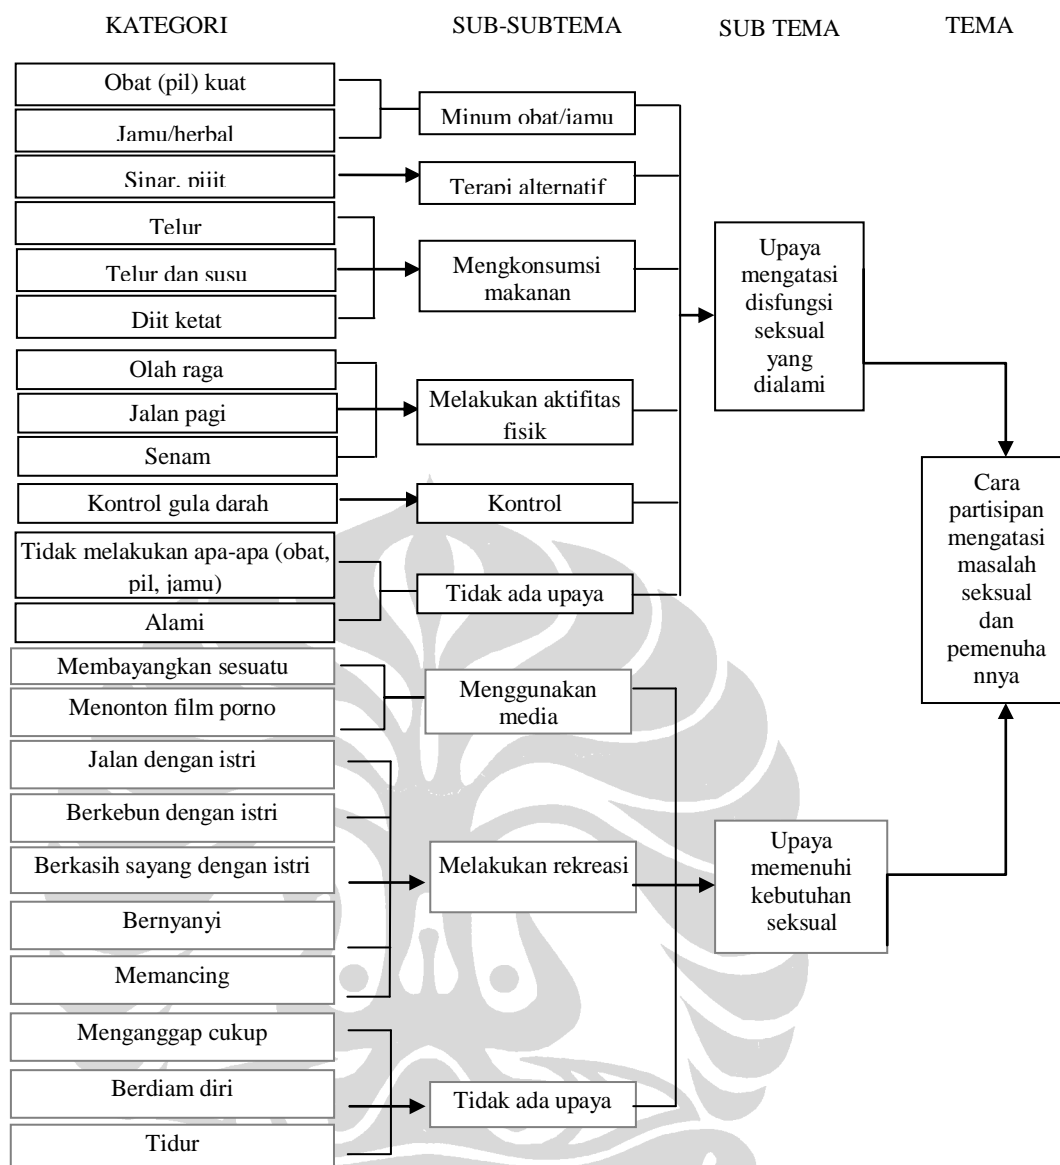 KATEGORI
SUB-SUBTEMA
SUB TEMA
TEMA
Obat (pil) kuat
Jamu/herbal
Minum obat/jamu
Sinar, pijit
Terapi alternatif
Telur
Telur dan susu
Diit ketat
Mengkonsumsi
makanan
Olah raga
Jalan pagi
Senam
Melakukan aktifitas
fisik
Kontrol gula darah
Kontrol
Tidak melakukan apa-apa (obat,
pil, jamu)
Alami
Tidak ada upaya
Upaya
mengatasi
disfungsi
seksual
yang
dialami
Membayangkan sesuatu
Menonton film porno
Menggunakan
media
Jalan dengan istri
Berkebun dengan istri
Berkasih sayang dengan istri
Bernyanyi
Memancing
Melakukan rekreasi
Menganggap cukup
Berdiam diri
Tidur
Tidak ada upaya
Upaya
memenuhi
kebutuhan
seksual
Cara
partisipan
mengatasi
masalah
seksual
dan
pemenuha
nnya